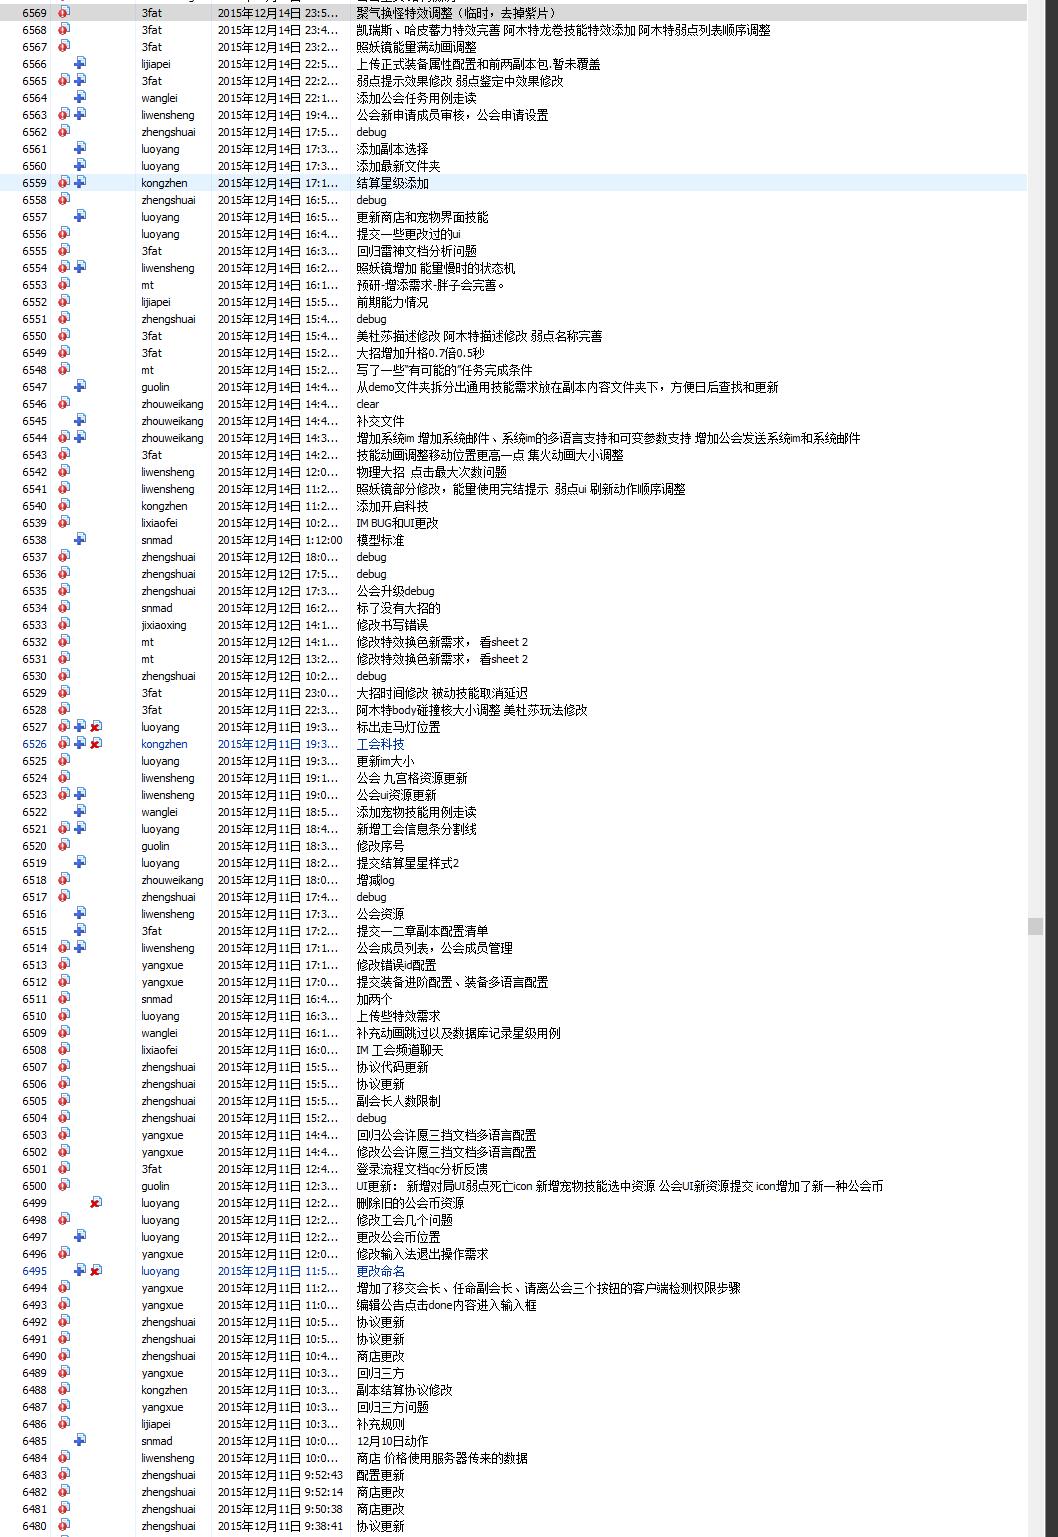 6569 3fat 2015年12月14日 23:5... 聚气换怪特效调整（临时，去掉紫片）
6568 3fat 2015年12月14日 23:4... 凯瑞斯、哈皮蓄力特效完善 阿木特龙卷技能特效添加 阿木特弱点列表顺序调整
6567 3fat 2015年12月14日 23:2... 照妖镜能量满动画调整
6566 lijiapei 2015年12月14日 22:5... 上传正式装备属性配置和前两副本包.暂未覆盖
6565 3fat 2015年12月14日 22:2... 弱点提示效果修改 弱点鉴定中效果修改
6564 wanglei 2015年12月14日 22:1... 添加公会任务用例走读
6563 liwensheng 2015年12月14日 19:4... 公会新申请成员审核，公会申请设置
6562 zhengshuai 2015年12月14日 17:5... debug
6561 luoyang 2015年12月14日 17:3... 添加副本选择
6560 luoyang 2015年12月14日 17:3... 添加最新文件夹
6559 kongzhen 2015年12月14日 17:1... 结算星级添加
6558 zhengshuai 2015年12月14日 16:5... debug
6557 luoyang 2015年12月14日 16:5... 更新商店和宠物界面技能
6556 luoyang 2015年12月14日 16:4... 提交一些更改过的ui
6555 3fat 2015年12月14日 16:3... 回归雷神文档分析问题
6554 liwensheng 2015年12月14日 16:2... 照妖镜增加 能量慢时的状态机
6553 mt 2015年12月14日 16:1... 预研-增添需求-胖子会完善。
6552 lijiapei 2015年12月14日 15:5... 前期能力情况
6551 zhengshuai 2015年12月14日 15:4... debug
6550 3fat 2015年12月14日 15:4... 美杜莎描述修改 阿木特描述修改 弱点名称完善
6549 3fat 2015年12月14日 15:2... 大招增加升格0.7倍0.5秒
6548 mt 2015年12月14日 15:2... 写了一些"有可能的"任务完成条件
6547 guolin 2015年12月14日 14:4... 从demo文件夹拆分出通用技能需求放在副本内容文件夹下，方便日后查找和更新
6546 zhouweikang 2015年12月14日 14:4... clear
6545 zhouweikang 2015年12月14日 14:4... 补交文件
6544 zhouweikang 2015年12月14日 14:3... 增加系统im 增加系统邮件、系统im的多语言支持和可变参数支持 增加公会发送系统im和系统邮件
6543 3fat 2015年12月14日 14:2... 技能动画调整移动位置更高一点 集火动画大小调整
6542 liwensheng 2015年12月14日 12:0... 物理大招 点击最大次数问题
6541 liwensheng 2015年12月14日 11:2... 照妖镜部分修改，能量使用完结提示 弱点ui 刷新动作顺序调整
6540 kongzhen 2015年12月14日 11:2... 添加开启科技
6539 lixiaofei 2015年12月14日 10:2... IM BUG和UI更改
6538 snmad 2015年12月14日 1:12:00 模型标准
6537 zhengshuai 2015年12月12日 18:0... debug
6536 zhengshuai 2015年12月12日 17:5... debug
6535 zhengshuai 2015年12月12日 17:3... 公会升级debug
6534 snmad 2015年12月12日 16:2... 标了没有大招的
6533 jixiaoxing 2015年12月12日 14:1... 修改书写错误
6532 mt 2015年12月12日 14:1... 修改特效换色新需求， 看sheet 2
6531 mt 2015年12月12日 13:2... 修改特效换色新需求， 看sheet 2
6530 zhengshuai 2015年12月12日 10:2... debug
6529 3fat 2015年12月11日 23:0... 大招时间修改 被动技能取消延迟
6528 3fat 2015年12月11日 22:3... 阿木特body碰撞核大小调整 美杜莎玩法修改
6527 luoyang 2015年12月11日 19:3... 标出走马灯位置
6526 kongzhen 2015年12月11日 19:3... 工会科技
6525 luoyang 2015年12月11日 19:3... 更新im大小
6524 liwensheng 2015年12月11日 19:1... 公会 九宫格资源更新
6523 liwensheng 2015年12月11日 19:0... 公会ui资源更新
6522 wanglei 2015年12月11日 18:5... 添加宠物技能用例走读
6521 luoyang 2015年12月11日 18:4... 新增工会信息条分割线
6520 guolin 2015年12月11日 18:3... 修改序号
6519 luoyang 2015年12月11日 18:2... 提交结算星星样式2
6518 zhouweikang 2015年12月11日 18:0... 增减log
6517 zhengshuai 2015年12月11日 17:4... debug
6516 liwensheng 2015年12月11日 17:3... 公会资源
6515 3fat 2015年12月11日 17:2... 提交一二章副本配置清单
6514 liwensheng 2015年12月11日 17:1... 公会成员列表，公会成员管理
6513 yangxue 2015年12月11日 17:1... 修改错误id配置
6512 yangxue 2015年12月11日 17:0... 提交装备进阶配置、装备多语言配置
6511 snmad 2015年12月11日 16:4... 加两个
6510 luoyang 2015年12月11日 16:3... 上传些特效需求
6509 wanglei 2015年12月11日 16:1... 补充动画跳过以及数据库记录星级用例
6508 lixiaofei 2015年12月11日 16:0... IM 工会频道聊天
6507 zhengshuai 2015年12月11日 15:5... 协议代码更新
6506 zhengshuai 2015年12月11日 15:5... 协议更新
6505 zhengshuai 2015年12月11日 15:5... 副会长人数限制
6504 zhengshuai 2015年12月11日 15:2... debug
6503 yangxue 2015年12月11日 14:4... 回归公会许愿三挡文档多语言配置
6502 yangxue 2015年12月11日 14:4... 修改公会许愿三挡文档多语言配置
6501 3fat 2015年12月11日 12:4... 登录流程文档qc分析反馈
6500 guolin 2015年12月11日 12:3... UI更新： 新增对局UI弱点死亡icon 新增宠物技能选中资源 公会UI新资源提交 icon增加了新一种公会币
6499 luoyang 2015年12月11日 12:2... 删除旧的公会币资源
6498 luoyang 2015年12月11日 12:2... 修改工会几个问题
6497 luoyang 2015年12月11日 12:2... 更改公会币位置
6496 yangxue 2015年12月11日 12:0... 修改输入法退出操作需求
6495 luoyang 2015年12月11日 11:5... 更改命名
6494 yangxue 2015年12月11日 11:2... 增加了移交会长、任命副会长、请离公会三个按钮的客户端检测权限步骤
6493 yangxue 2015年12月11日 11:0... 编辑公告点击done内容进入输入框
6492 zhengshuai 2015年12月11日 10:5... 协议更新
6491 zhengshuai 2015年12月11日 10:5... 协议更新
6490 zhengshuai 2015年12月11日 10:4... 商店更改
6489 yangxue 2015年12月11日 10:3... 回归三方
6488 kongzhen 2015年12月11日 10:3... 副本结算协议修改
6487 yangxue 2015年12月11日 10:3... 回归三方问题
6486 lijiapei 2015年12月11日 10:3... 补充规则
6485 snmad 2015年12月11日 10:0... 12月10日动作
6484 liwensheng 2015年12月11日 10:0... 商店 价格使用服务器传来的数据
6483 zhengshuai 2015年12月11日 9:52:43 配置更新
6482 zhengshuai 2015年12月11日 9:52:14 商店更改
6481 zhengshuai 2015年12月11日 9:50:38 商店更改
6480 zhengshuai 2015年12月11日 9:38:41 协议更新